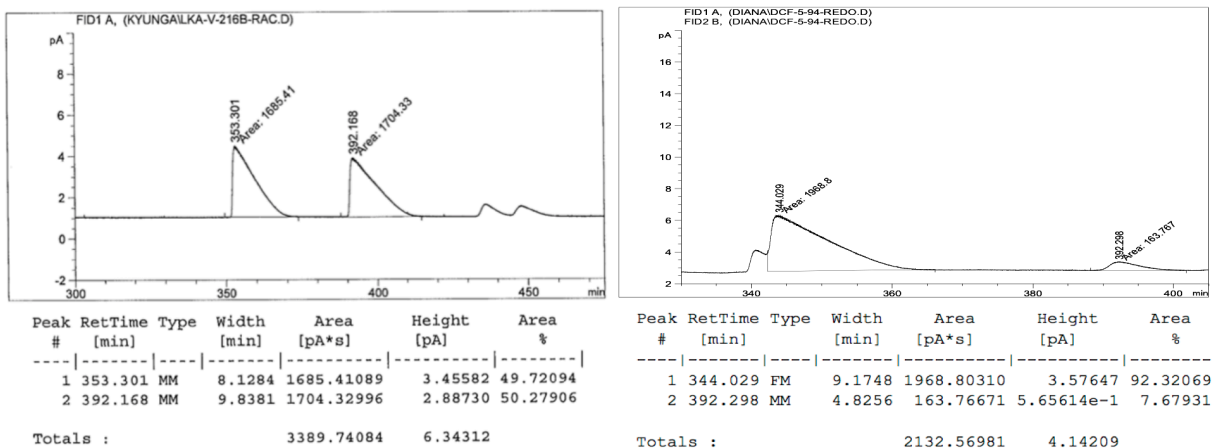 FID1 A, (KYUNGA\LKA-V-216B-RAC.D)
pA
8
6
4
2
0
-2
353.301
Area: 1685.41
392.168
Area: 1704.33
300 350 400 450 min
Peak RetTime Type Width Area Height Area
# [min] [min] [pA*s] [pA] %
----|--------|----|--------|----------|----------|--------|
1 353.301 MM 8.1284 1685.41089 3.45582 49.72094
2 392.168 MM 9.8381 1704.32996 2.88730 50.27906
Totals : 3389.74084 6.34312
FID1 A, (DIANA\DCF-5-94-REDO.D)
FID2 B, (DIANA\DCF-5-94-REDO.D)
pA
16
14
12
10
8
6
4
2
344.029
Area: 1968.8
392.298
Area: 163.767
340 360 380 400 min
Peak RetTime Type Width Area Height Area
# [min] [min] [pA*s] [pA] %
----|--------|----|--------|----------|----------|--------|
1 344.029 FM 9.1748 1968.80310 3.57647 92.32069
2 392.298 MM 4.8256 163.76671 5.65614e-1 7.67931
Totals : 2132.56981 4.14209